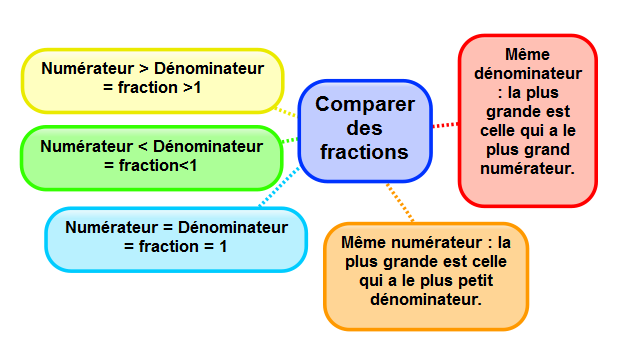 Comparer
des
fractions
Numérateur > Dénominateur
= fraction >1
Numérateur < Dénominateur
= fraction<1
Numérateur = Dénominateur
= fraction = 1
Même
dénominateur
: la plus
grande est
celle qui a le
plus grand
numérateur.
Même numérateur : la
plus grande est celle
qui a le plus petit
dénominateur.